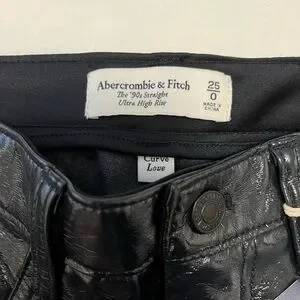 Abercrombie & Fitch
The '90s Straight
Ultra High Rise
25
0
MADE IN
CHINA
Curve
Love